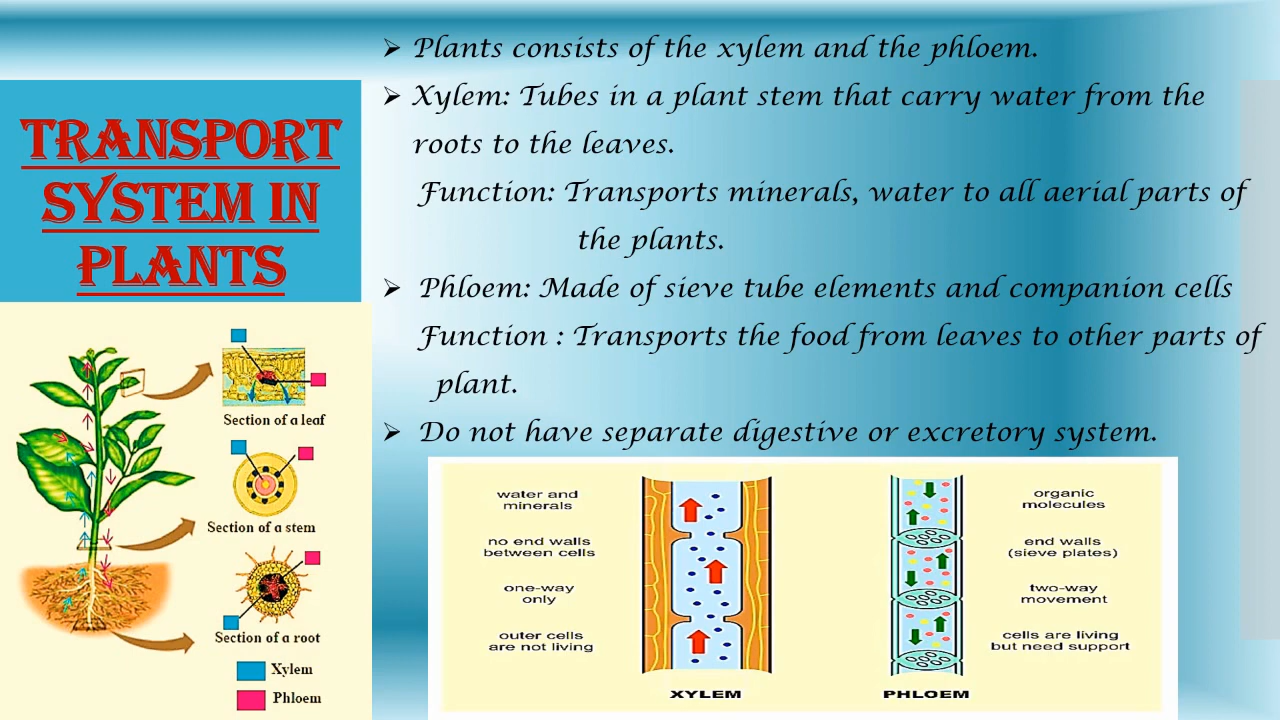 TRANSPORT
SYSTEM IN
PLANTS
➢ Plants consists of the xylem and the phloem.
➢ Xylem: Tubes in a plant stem that carry water from the
roots to the leaves.
Function: Transports minerals, water to all aerial parts of
the plants.
➢ Phloem: Made of sieve tube elements and companion cells
Function : Transports the food from leaves to other parts of
plant.
➢ Do not have separate digestive or excretory system.
Section of a leaf
Section of a stem
Section of a root
Xylem
Phloem
water and
minerals
no end walls
between cells
one-way
only
outer cells
are not living
XYLEM
organic
molecules
end walls
(sieve plates)
two-way
movement
cells are living
but need support
PHLOEM